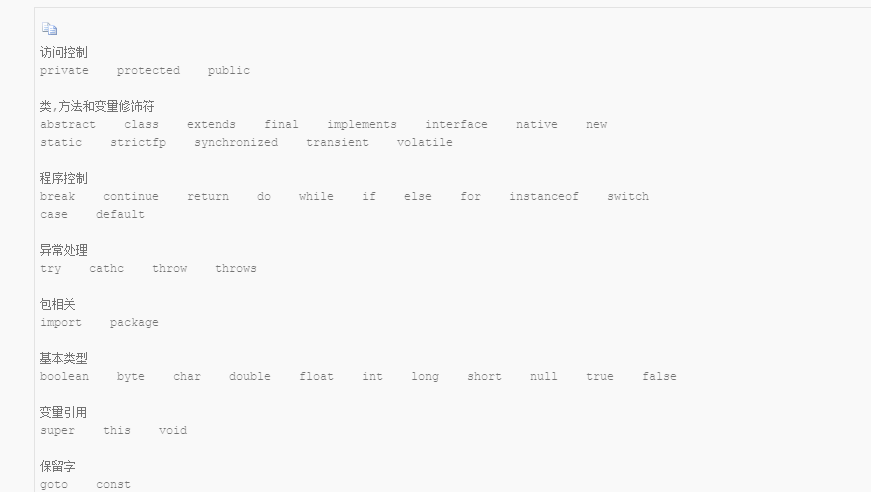 访问控制
private protected public
类,方法和变量修饰符
abstract class extends final implements interface native new
static strictfp synchronized transient volatile
程序控制
break continue return do while if else for instanceof switch
case default
异常处理
try cathc throw throws
包相关
import package
基本类型
boolean byte char double float int long short null true false
变量引用
super this void
保留字
goto const